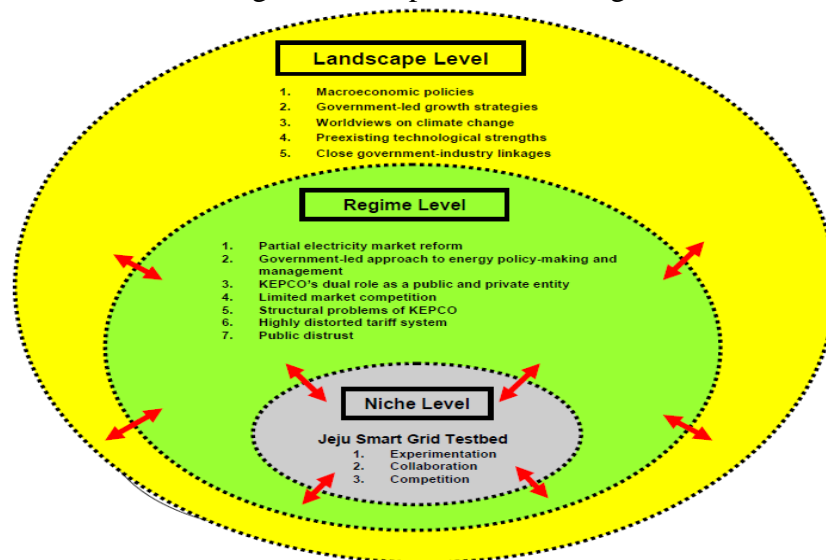 Landscape Level
1. Macroeconomic policies
2. Government-led growth strategies
3. Worldviews on climate change
4. Preexisting technological strengths
5. Close government-industry linkages
Regime Level
1. Partial electricity market reform
2. Government-led approach to energy policy-making and
management
3. KEPCO's dual role as a public and private entity
4. Limited market competition
5. Structural problems of KEPCO
6. Highly distorted tariff system
7. Public distrust
Niche Level
Jeju Smart Grid Testbed
1. Experimentation
2. Collaboration
3. Competition